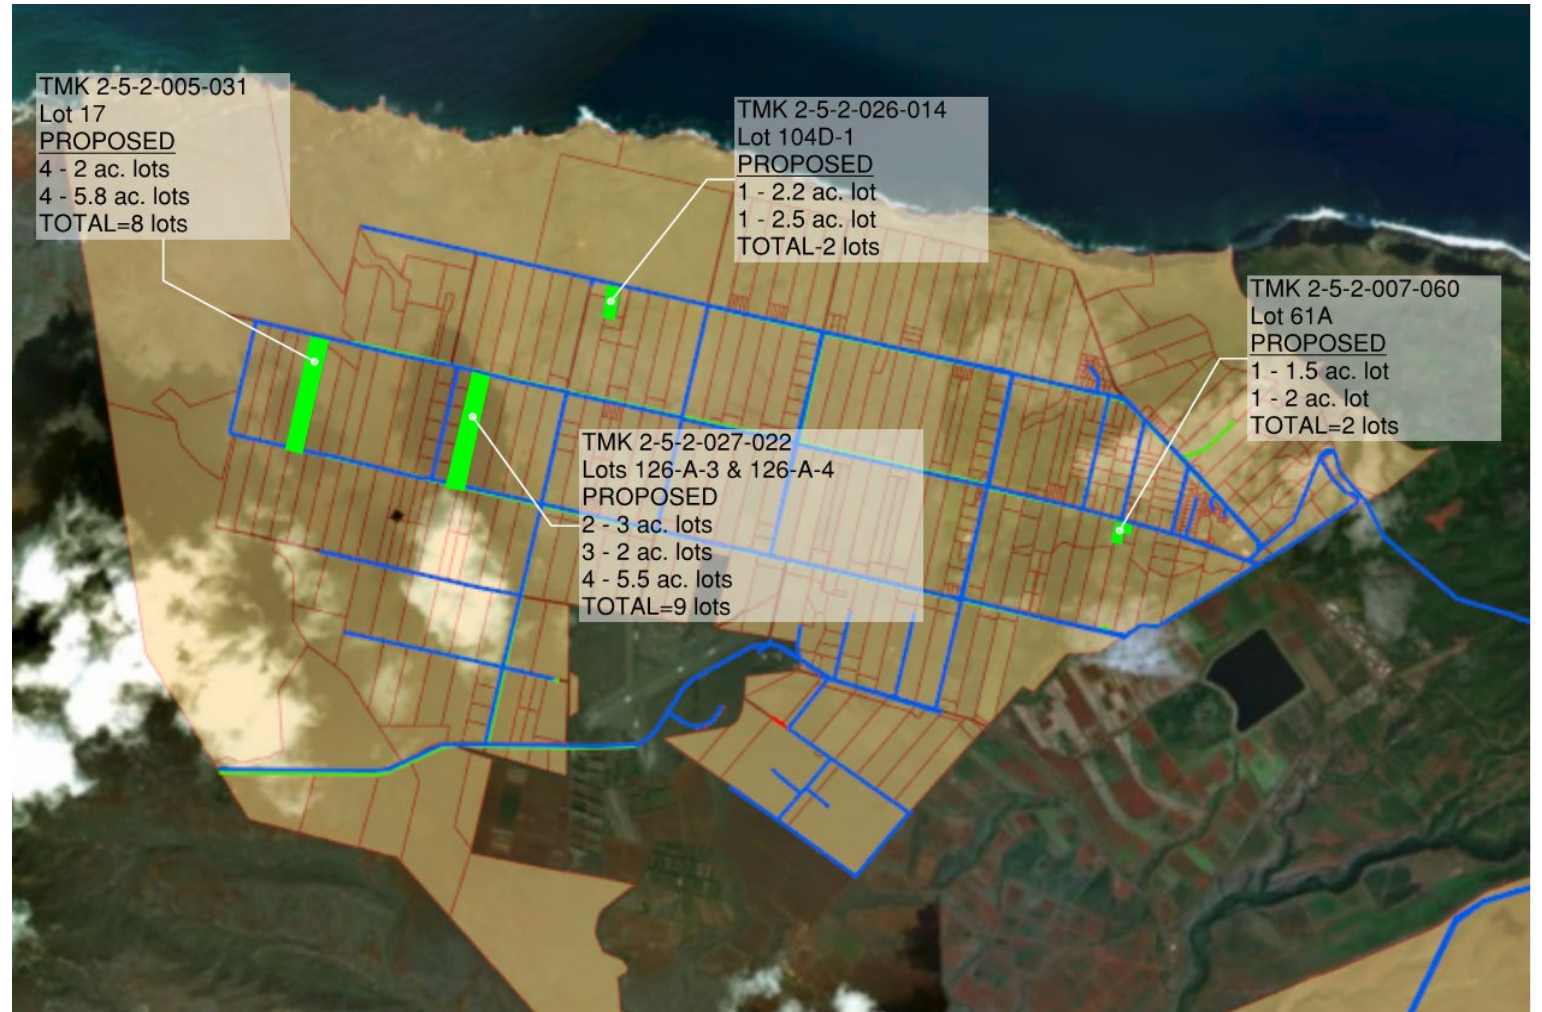 TMK 2-5-2-005-031
Lot 17
PROPOSED
4 - 2 ac. lots
4 - 5.8 ac. lots
TOTAL=8 lots
TMK 2-5-2-026-014
Lot 104D-1
PROPOSED
1 - 2.2 ac. lot
1 - 2.5 ac. lot
TOTAL-2 lots
TMK 2-5-2-007-060
Lot 61A
PROPOSED
1 - 1.5 ac. lot
1 - 2 ac. lot
TOTAL=2 lots
TMK 2-5-2-027-022
Lots 126-A-3 & 126-A-4
PROPOSED
2 - 3 ac. lots
3 - 2 ac. lots
4 - 5.5 ac. lots
TOTAL=9 lots